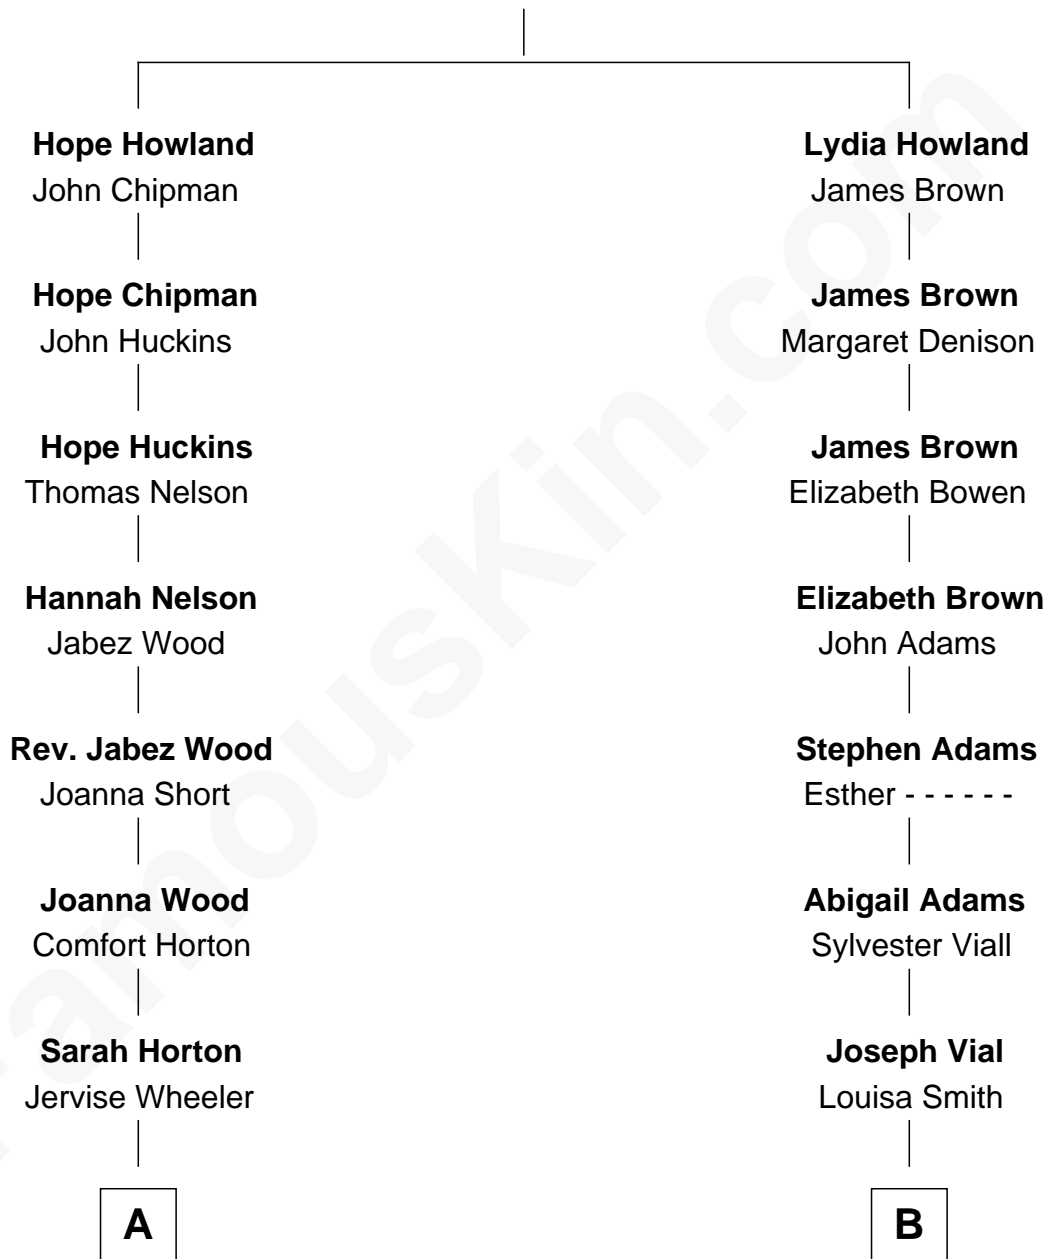 Hope Howland
John Chipman
Hope Chipman
John Huckins
Hope Huckins
Thomas Nelson
Hannah Nelson
Jabez Wood
Rev. Jabez Wood
Joanna Short
Joanna Wood
Comfort Horton
Sarah Horton
Jervise Wheeler
A
Lydia Howland
James Brown
James Brown
Margaret Denison
James Brown
Elizabeth Bowen
Elizabeth Brown
John Adams
Stephen Adams
Esther - - - - - -
Abigail Adams
Sylvester Viall
Joseph Vial
Louisa Smith
B
FamousKin.com